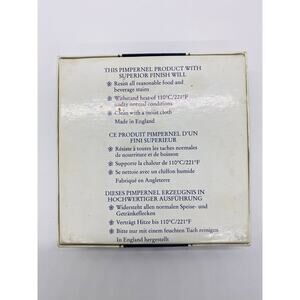 THIS PIMPERNEL PRODUCT WITH
SUPERIOR FINISH WILL
Resist all reasonable food and
beverage stains
Withstand heat of 110°C/221°F
under normal conditions
Clean with a moist cloth
Made in England
CE PRODUIT PIMPERNEL D'UN
FINI SUPERIEUR
Résiste à toutes les taches normales
de nourriture et de boisson
Supporte la chaleur de 110°C/221°F
Se nettoie avec un chiffon humide
Fabriqué en Angleterre
DIESES PIMPERNEL ERZEUGNIS IN
HOCHWERTIGER AUSFÜHRUNG
Widersteht allen normalen Speise- und
Getränkeflecken
Verträgt Hitze bis 110°C/221°F
Bitte nur mit einem feuchten Tuch reinigen
In England hergestellt